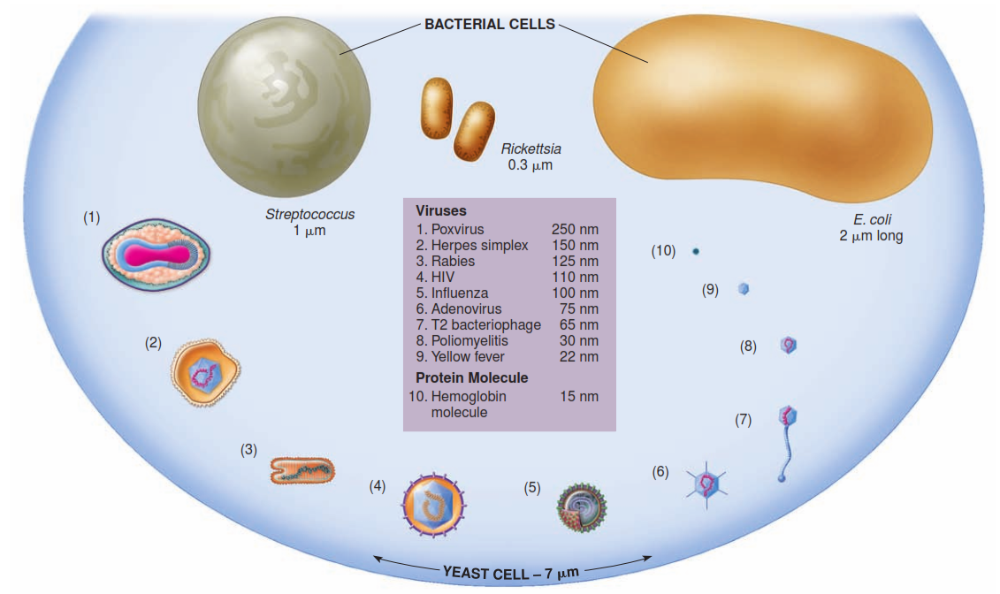 BACTERIAL CELLS
Rickettsia
0.3 μm
Streptococcus
1 μm
E. coli
2 μm long
(1)
(2)
(3)
(4)
(5)
(6)
(7)
(8)
(9)
(10)
Viruses
1. Poxvirus 250 nm
2. Herpes simplex 150 nm
3. Rabies 125 nm
4. HIV 110 nm
5. Influenza 100 nm
6. Adenovirus 75 nm
7. T2 bacteriophage 65 nm
8. Poliomyelitis 30 nm
9. Yellow fever 22 nm
Protein Molecule
10. Hemoglobin 15 nm
molecule
YEAST CELL – 7 μm